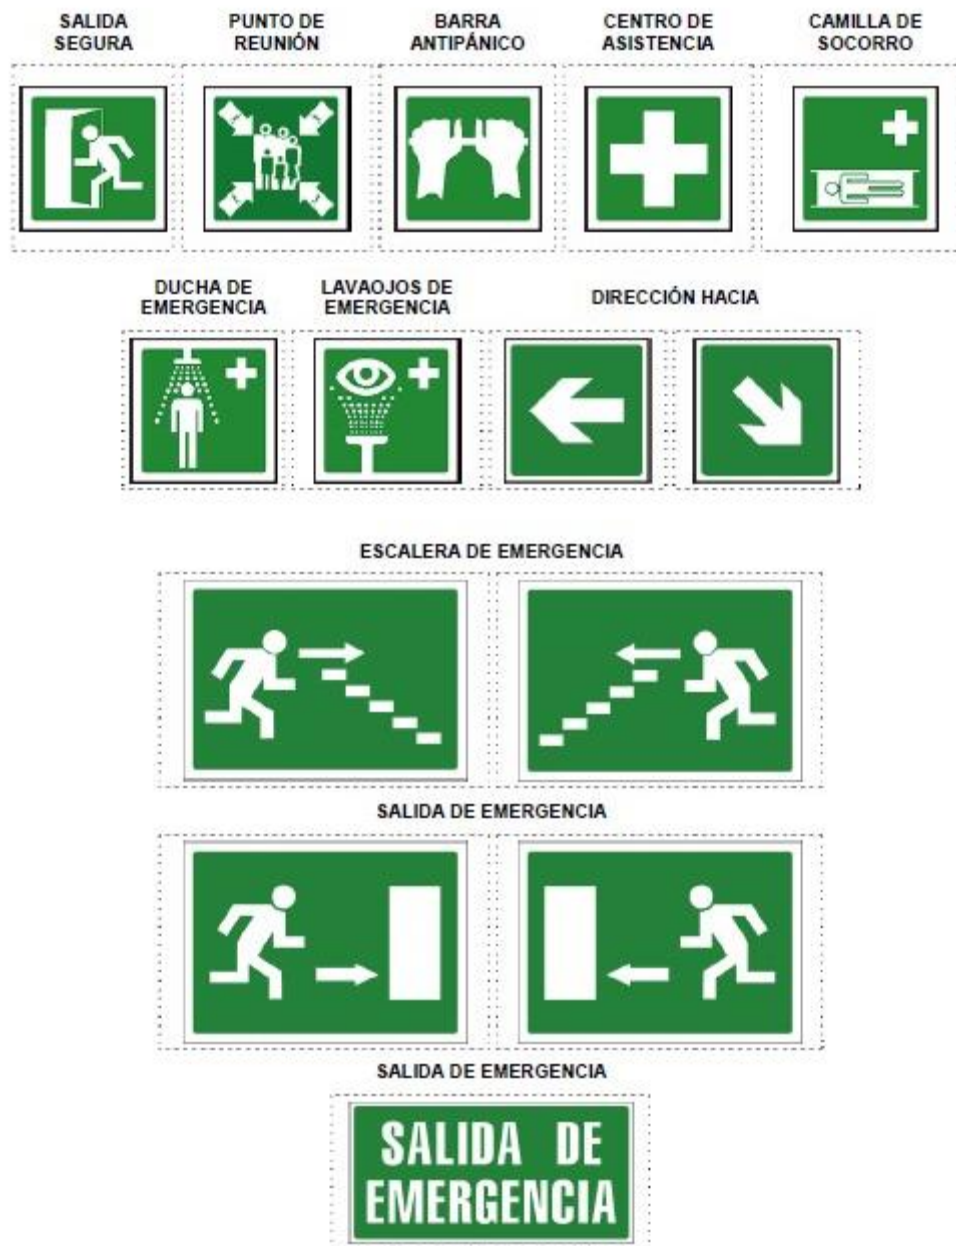 SALIDA SEGURA
PUNTO DE REUNIÓN
BARRA ANTIPÁNICO
CENTRO DE ASISTENCIA
CAMILLA DE SOCORRO
DUCHA DE EMERGENCIA
LAVAOJOS DE EMERGENCIA
DIRECCIÓN HACIA
ESCALERA DE EMERGENCIA
SALIDA DE EMERGENCIA
SALIDA DE EMERGENCIA
SALIDA DE
EMERGENCIA